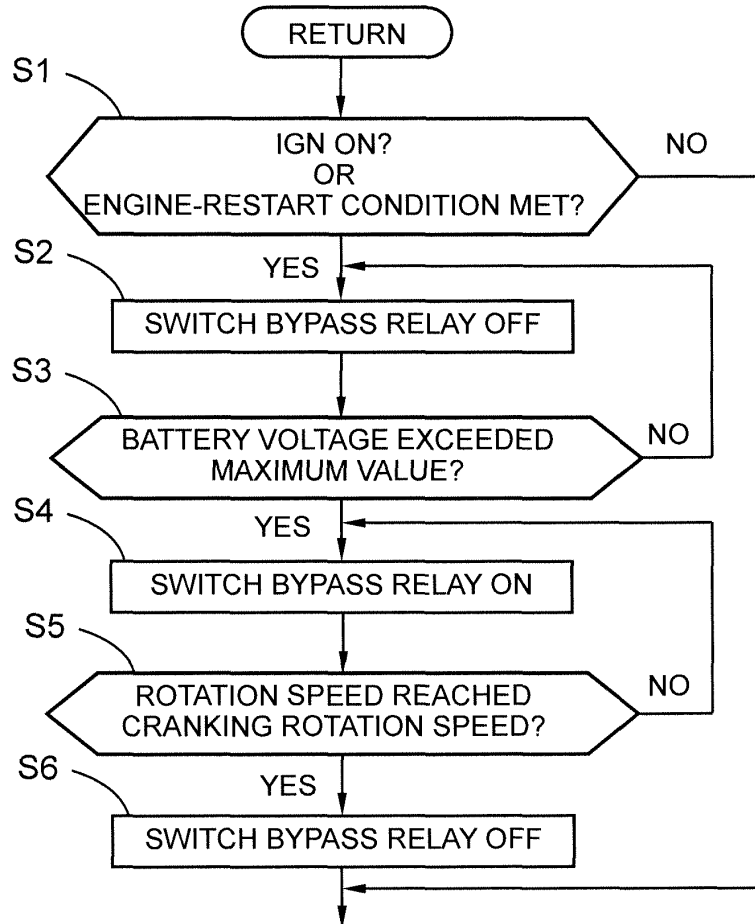 RETURN
S1
IGN ON?
OR
ENGINE-RESTART CONDITION MET?
NO
YES
S2
SWITCH BYPASS RELAY OFF
S3
BATTERY VOLTAGE EXCEEDED
MAXIMUM VALUE?
NO
YES
S4
SWITCH BYPASS RELAY ON
S5
ROTATION SPEED REACHED
CRANKING ROTATION SPEED?
NO
YES
S6
SWITCH BYPASS RELAY OFF